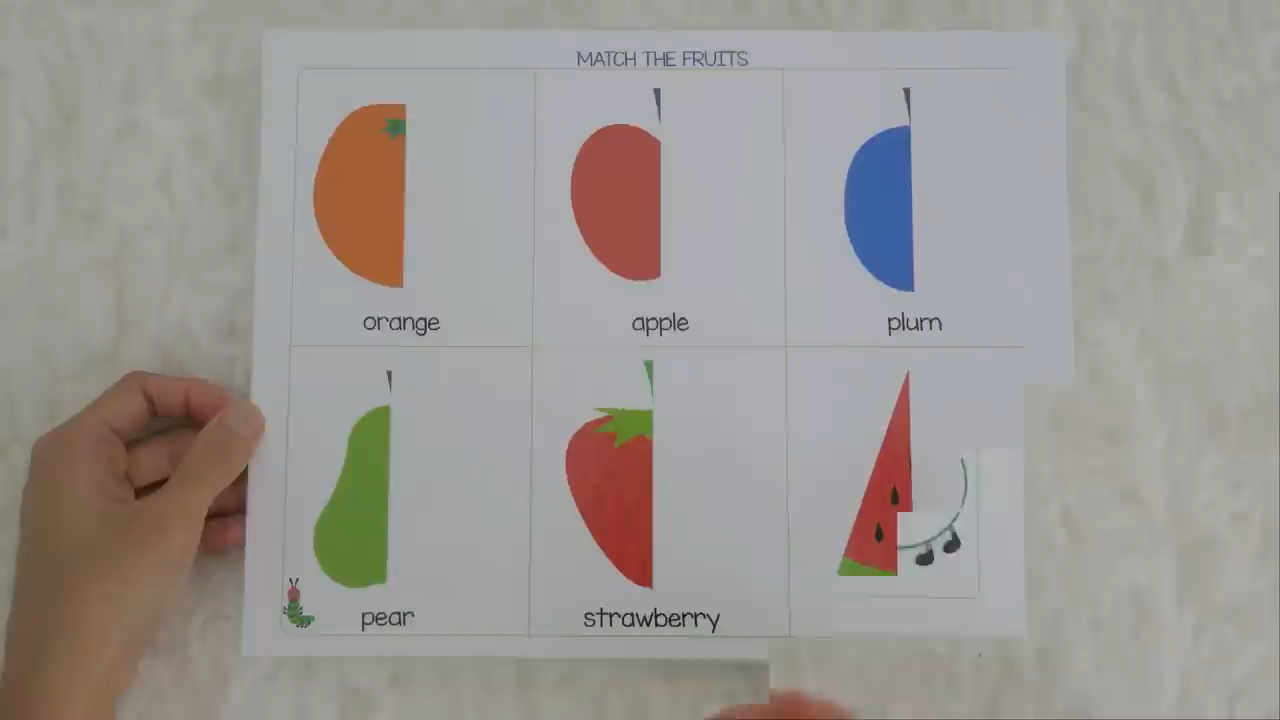 MATCH THE FRUITS
orange
apple
plum
pear
strawberry